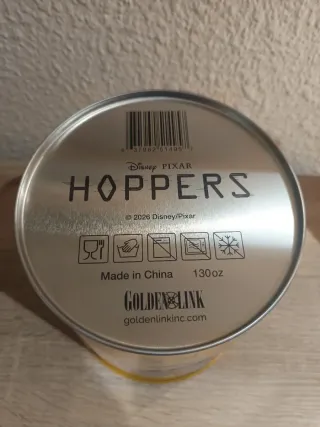 Disney PIXAR
HOPPERS
© 2026 Disney/Pixar
Made in China 130oz
GOLDEN LINK
goldenlinkinc.com